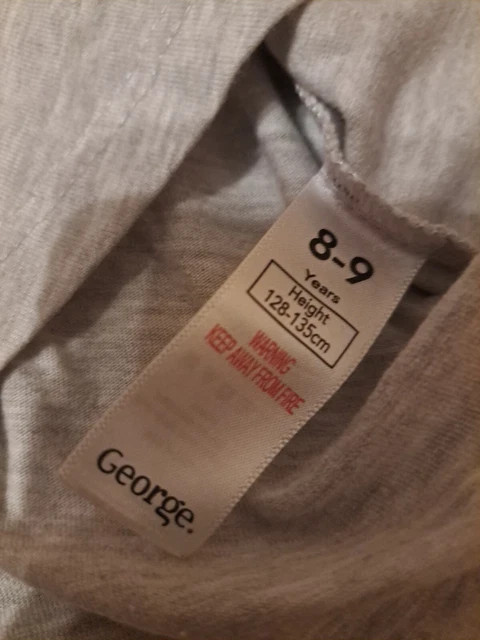 8-9
Years
Height
128-135cm
WARNING
KEEP AWAY FROM FIRE
George.